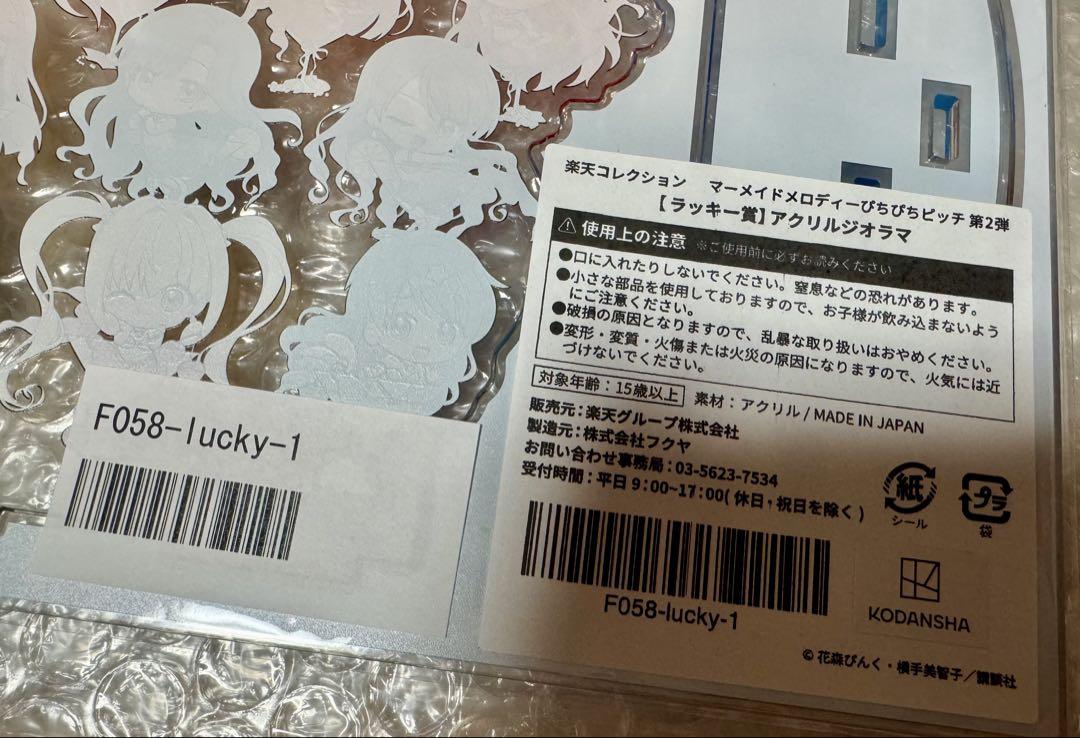 楽天コレクション　マーメイドメロディーぴちぴちピッチ 第2弾
【ラッキー賞】アクリルジオラマ
使用上の注意 ※ご使用前に必ずお読みください
●口に入れたりしないでください。窒息などの恐れがあります。
●小さな部品を使用しておりますので、お子様が飲み込まないよう
にご注意ください。
●破損の原因となりますので、乱暴な取り扱いはおやめください。
●変形・変質・火傷または火災の原因になりますので、火気には近
づけないでください。
対象年齢：15歳以上 素材：アクリル / MADE IN JAPAN
販売元：楽天グループ株式会社
製造元：株式会社フクヤ
お問い合わせ事務局：03-5623-7534
受付時間：平日 9:00~17:00( 休日・祝日を除く )
紙
シール
プラ
袋
F058-lucky-1
KODANSHA
© 花森ぴんく・横手美智子／講談社
F058-lucky-1